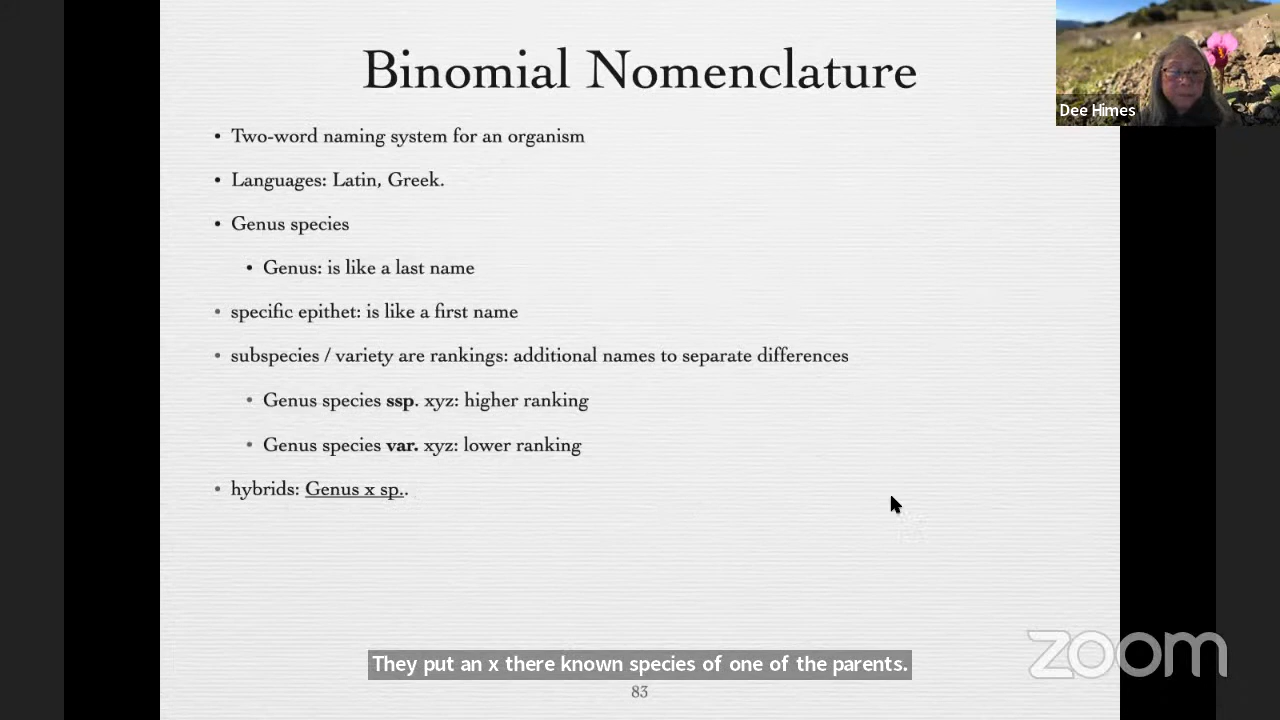 Binomial Nomenclature
Dee Himes
• Two-word naming system for an organism
• Languages: Latin, Greek.
• Genus species
• Genus: is like a last name
• specific epithet: is like a first name
• subspecies / variety are rankings: additional names to separate differences
• Genus species ssp. xyz: higher ranking
• Genus species var. xyz: lower ranking
• hybrids: Genus x sp..
They put an x there known species of one of the parents.
zoom
83